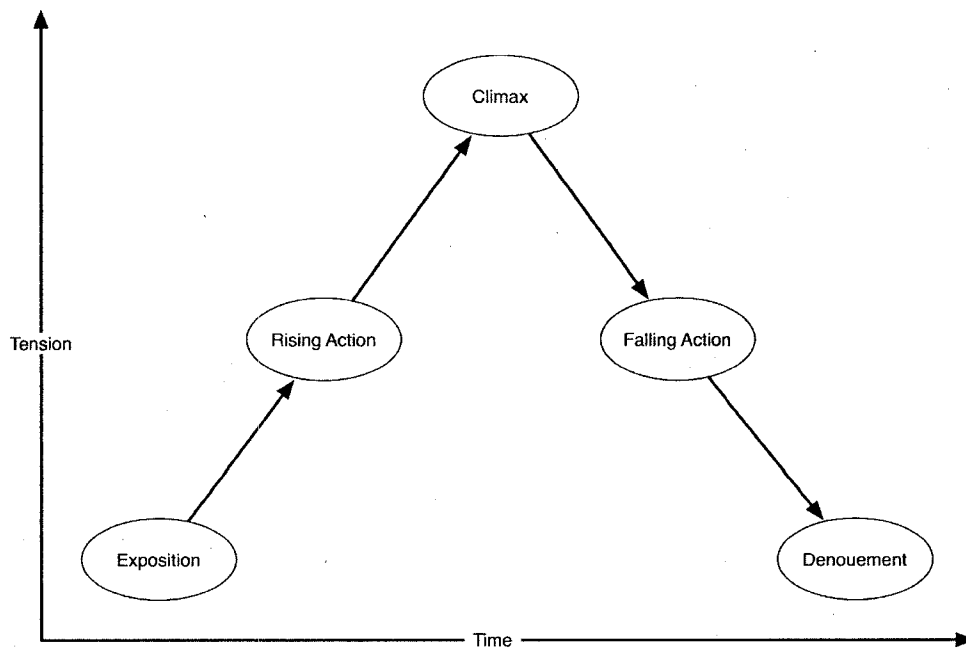 Climax
Tension
Rising Action
Falling Action
Exposition
Denouement
Time